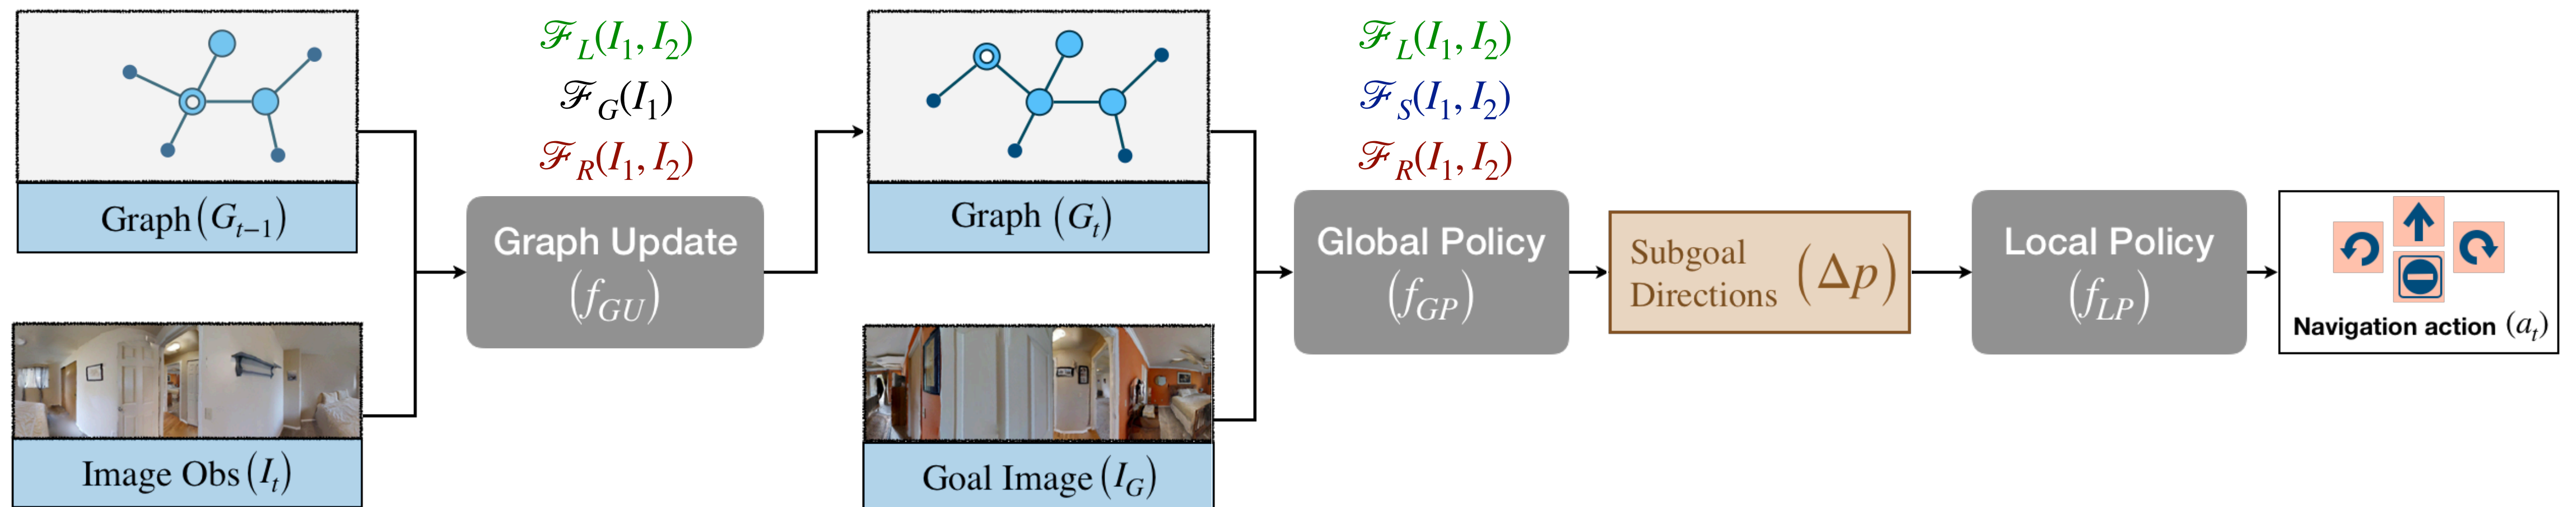 ℱ_L(I_1, I_2)
ℱ_G(I_1)
ℱ_R(I_1, I_2)
ℱ_L(I_1, I_2)
ℱ_S(I_1, I_2)
ℱ_R(I_1, I_2)
Graph (G_{t−1})
Graph Update
(f_{GU})
Graph (G_t)
Global Policy
(f_{GP})
Subgoal
Directions (Δp)
Local Policy
(f_{LP})
Navigation action (a_t)
Image Obs (I_t)
Goal Image (I_G)